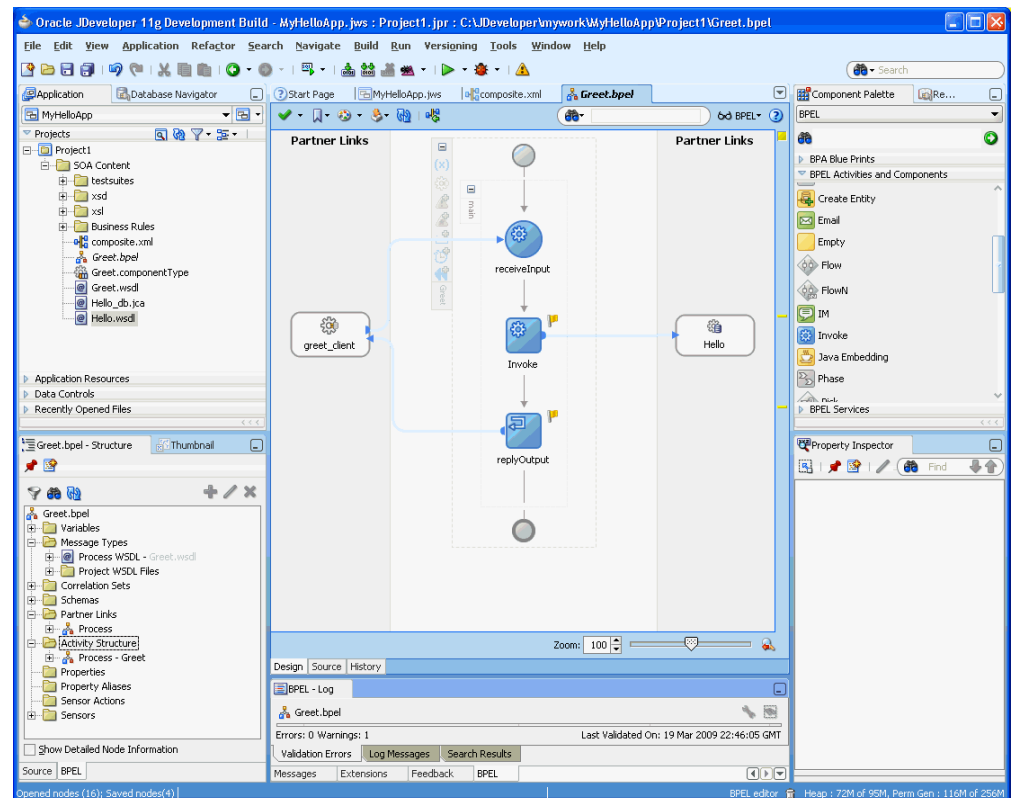 Oracle JDeveloper 11g Development Build - MyHelloApp.jws : Project1.jpr : C:\JDeveloper\mywork\MyHelloApp\Project1\Greet.bpel
File Edit View Application Refactor Search Navigate Build Run Versigning Tools Window Help
Search
Application
Database Navigator
MyHelloApp
Projects
Project1
SOA Content
testsuites
xsd
xsl
Business Rules
composite.xml
Greet.bpel
Greet.componentType
Greet.wsdl
Hello_db.jca
Hello.wsdl
Application Resources
Data Controls
Recently Opened Files
Greet.bpel - Structure
Thumbnail
Greet.bpel
Variables
Message Types
Process WSDL - Greet.wsdl
Project WSDL Files
Correlation Sets
Schemas
Partner Links
Process
Activity Structure
Process - Greet
Properties
Property Aliases
Sensor Actions
Sensors
Show Detailed Node Information
Source BPEL
Start Page
MyHelloApp.jws
composite.xml
Greet.bpel
BPEL
Partner Links
Partner Links
(x)
main
Greet
receiveInput
greet_client
Invoke
Hello
replyOutput
Zoom: 100
Design Source History
BPEL - Log
Greet.bpel
Errors: 0 Warnings: 1
Last Validated On: 19 Mar 2009 22:46:05 GMT
Validation Errors Log Messages Search Results
Messages Extensions Feedback BPEL
Component Palette
Re...
BPEL
BPA Blue Prints
BPEL Activities and Components
Create Entity
Email
Empty
Flow
FlowN
IM
Invoke
Java Embedding
Phase
BPEL Services
Property Inspector
Find
Opened nodes (16); Saved nodes(4)
BPEL editor
Heap : 72M of 95M, Perm Gen : 116M of 256M